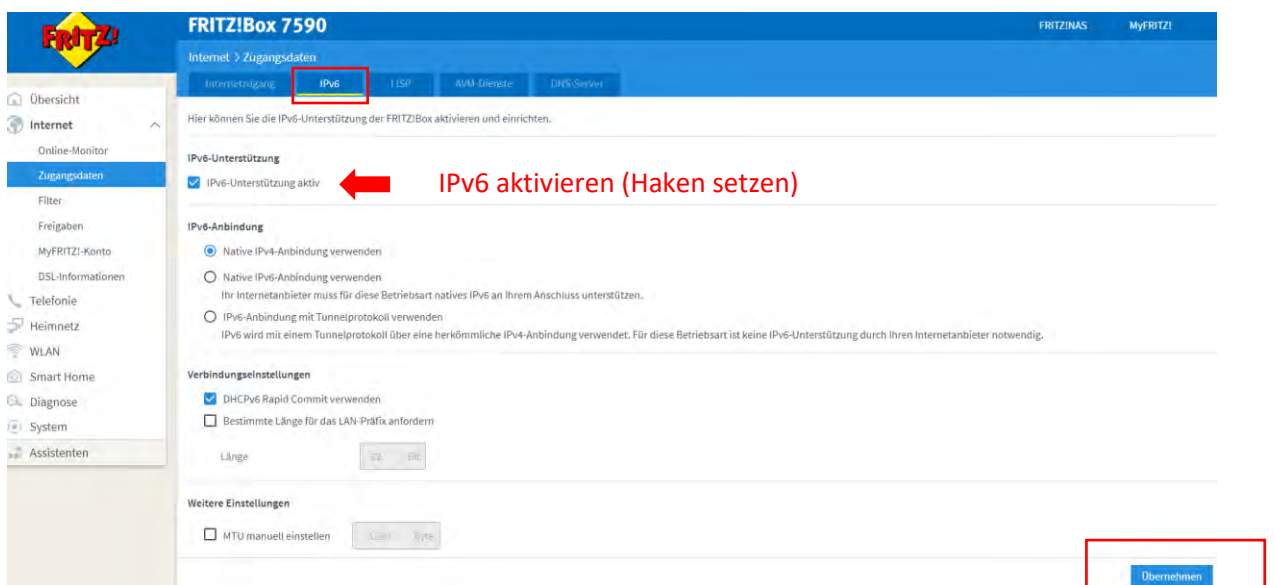 FRITZ!
FRITZ!Box 7590
FRITZ!NAS
MyFRITZ!
Internet > Zugangsdaten
Internetzugang
IPv6
LISP
AVM-Dienste
DNS-Server
Übersicht
Internet
Online-Monitor
Zugangsdaten
Filter
Freigaben
MyFRITZ!-Konto
DSL-Informationen
Telefonie
Heimnetz
WLAN
Smart Home
Diagnose
System
Assistenten
Hier können Sie die IPv6-Unterstützung der FRITZ!Box aktivieren und einrichten.
IPv6-Unterstützung
IPv6-Unterstützung aktiv
IPv6 aktivieren (Haken setzen)
IPv6-Anbindung
Native IPv4-Anbindung verwenden
Native IPv6-Anbindung verwenden
Ihr Internetanbieter muss für diese Betriebsart natives IPv6 an Ihrem Anschluss unterstützen.
IPv6-Anbindung mit Tunnelprotokoll verwenden
IPv6 wird mit einem Tunnelprotokoll über eine herkömmliche IPv4-Anbindung verwendet. Für diese Betriebsart ist keine IPv6-Unterstützung durch Ihren Internetanbieter notwendig.
Verbindungseinstellungen
DHCPv6 Rapid Commit verwenden
Bestimmte Länge für das LAN-Präfix anfordern
Länge
Weitere Einstellungen
MTU manuell einstellen
Byte
Übernehmen